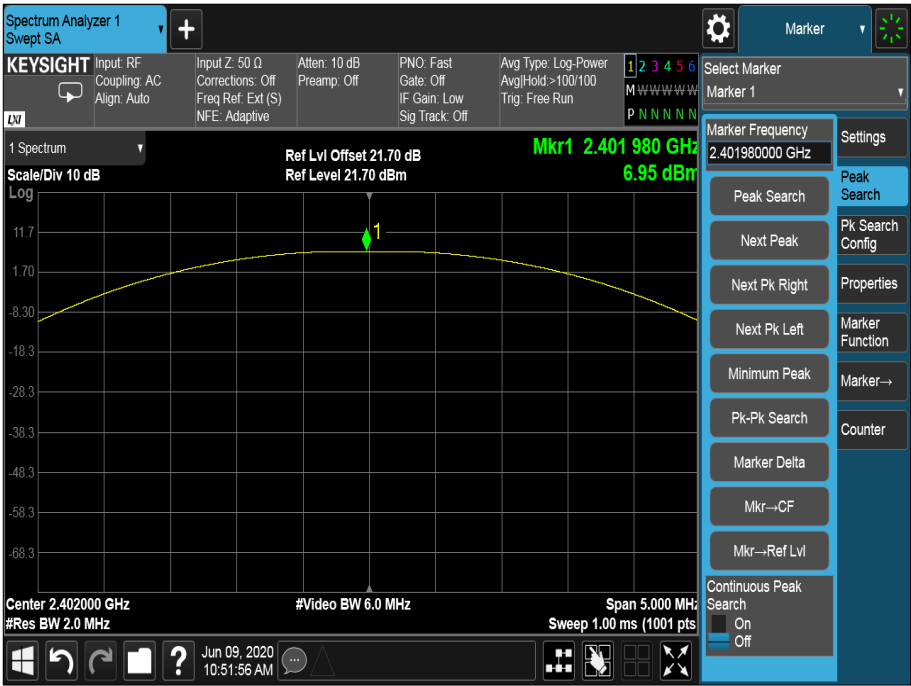 Spectrum Analyzer 1
Swept SA
+
Marker
KEYSIGHT
LXI
Input: RF
Coupling: AC
Align: Auto
Input Z: 50 Ω
Corrections: Off
Freq Ref: Ext (S)
NFE: Adaptive
Atten: 10 dB
Preamp: Off
PNO: Fast
Gate: Off
IF Gain: Low
Sig Track: Off
Avg Type: Log-Power
Avg|Hold:>100/100
Trig: Free Run
1 2 3 4 5 6
M W W W W W
P N N N N N
Select Marker
Marker 1
1 Spectrum
Scale/Div 10 dB
Ref Lvl Offset 21.70 dB
Ref Level 21.70 dBm
Mkr1 2.401 980 GHz
6.95 dBm
Log
11.7
1.70
-8.30
-18.3
-28.3
-38.3
-48.3
-58.3
-68.3
1
Center 2.402000 GHz
#Res BW 2.0 MHz
#Video BW 6.0 MHz
Span 5.000 MHz
Sweep 1.00 ms (1001 pts
Marker Frequency
2.401980000 GHz
Peak Search
Next Peak
Next Pk Right
Next Pk Left
Minimum Peak
Pk-Pk Search
Marker Delta
Mkr→CF
Mkr→Ref Lvl
Continuous Peak
Search
On
Off
Settings
Peak
Search
Pk Search
Config
Properties
Marker
Function
Marker→
Counter
?
Jun 09, 2020
10:51:56 AM